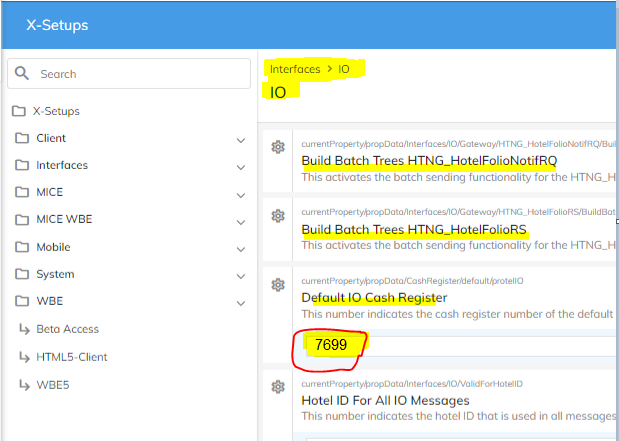 X-Setups
Search
X-Setups
Client
Interfaces
MICE
MICE WBE
Mobile
System
WBE
Beta Access
HTML5-Client
WBE5
Interfaces > IO
IO
currentProperty/propData/Interfaces/IO/Gateway/HTNG_HotelFolioNotifRQ/Buil
Build Batch Trees HTNG_HotelFolioNotifRQ
This activates the batch sending functionality for the HTNG_H
currentProperty/propData/Interfaces/IO/Gateway/HTNG_HotelFolioRS/BuildBat
Build Batch Trees HTNG_HotelFolioRS
This activates the batch sending functionality for the HTNG_H
currentProperty/propData/CashRegister/default/protelIO
Default IO Cash Register
This number indicates the cash register number of the default
7699
currentProperty/propData/Interfaces/IO/ValidForHotelID
Hotel ID For All IO Messages
This number indicates the hotel ID that is used in all messages